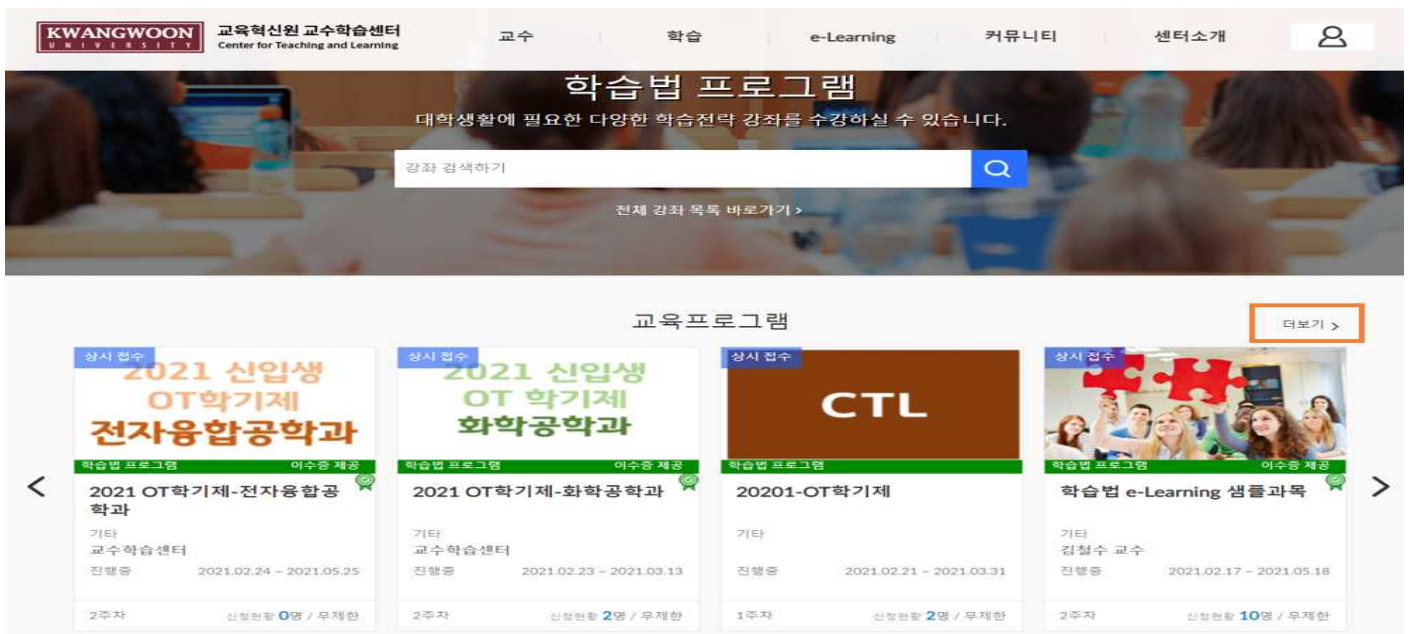 KWANGWOON
UNIVERSITY
교육혁신원 교수학습센터
Center for Teaching and Learning
교수
학습
e-Learning
커뮤니티
센터소개
학습법 프로그램
대학생활에 필요한 다양한 학습전략 강좌를 수강하실 수 있습니다.
강좌 검색하기
전체 강좌 목록 바로가기 >
교육프로그램
더보기 >
상시 접수
2021 신입생
OT학기제
전자융합공학과
학습법 프로그램 이수증 제공
2021 OT학기제-전자융합공
학과
기타
교수학습센터
진행중 2021.02.24 ~ 2021.05.25
2주차 신청현황 0명 / 무제한
상시 접수
2021 신입생
OT 학기제
화학공학과
학습법 프로그램 이수증 제공
2021 OT학기제-화학공학과
기타
교수학습센터
진행중 2021.02.23 ~ 2021.03.13
2주차 신청현황 2명 / 무제한
상시 접수
CTL
학습법 프로그램
20201-OT학기제
기타
진행중 2021.02.21 ~ 2021.03.31
1주차 신청현황 2명 / 무제한
상시 접수
학습법 프로그램 이수증 제공
학습법 e-Learning 샘플과목
기타
김철수 교수
진행중 2021.02.17 ~ 2021.05.18
2주차 신청현황 10명 / 무제한